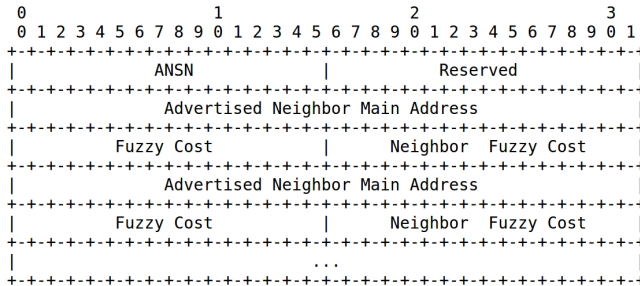 0                   1                   2                   3
0 1 2 3 4 5 6 7 8 9 0 1 2 3 4 5 6 7 8 9 0 1 2 3 4 5 6 7 8 9 0 1
+-+-+-+-+-+-+-+-+-+-+-+-+-+-+-+-+-+-+-+-+-+-+-+-+-+-+-+-+-+-+-+-
|              ANSN             |           Reserved            |
+-+-+-+-+-+-+-+-+-+-+-+-+-+-+-+-+-+-+-+-+-+-+-+-+-+-+-+-+-+-+-+-
|               Advertised Neighbor Main Address                |
+-+-+-+-+-+-+-+-+-+-+-+-+-+-+-+-+-+-+-+-+-+-+-+-+-+-+-+-+-+-+-+-
|          Fuzzy Cost           |      Neighbor  Fuzzy Cost     |
+-+-+-+-+-+-+-+-+-+-+-+-+-+-+-+-+-+-+-+-+-+-+-+-+-+-+-+-+-+-+-+-
|               Advertised Neighbor Main Address                |
+-+-+-+-+-+-+-+-+-+-+-+-+-+-+-+-+-+-+-+-+-+-+-+-+-+-+-+-+-+-+-+-
|          Fuzzy Cost           |      Neighbor  Fuzzy Cost     |
+-+-+-+-+-+-+-+-+-+-+-+-+-+-+-+-+-+-+-+-+-+-+-+-+-+-+-+-+-+-+-+-
|                              ...                              |
+-+-+-+-+-+-+-+-+-+-+-+-+-+-+-+-+-+-+-+-+-+-+-+-+-+-+-+-+-+-+-+-